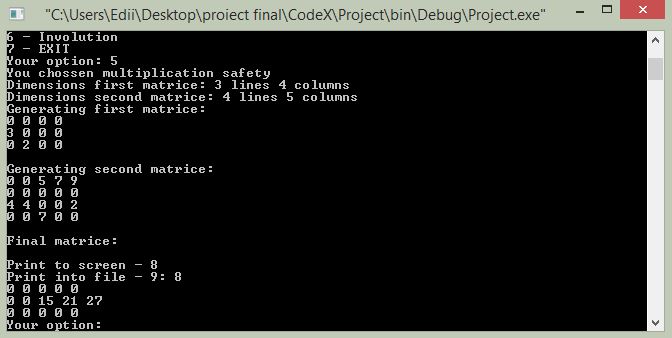 "C:\Users\Edii\Desktop\proiect final\CodeX\Project\bin\Debug\Project.exe"
6 - Involution
7 - EXIT
Your option: 5
You chossen multiplication safety
Dimensions first matrice: 3 lines 4 columns
Dimensions second matrice: 4 lines 5 columns
Generating first matrice:
0 0 0 0
3 0 0 0
0 2 0 0
Generating second matrice:
0 0 5 7 9
0 0 0 0 0
4 4 0 0 2
0 0 7 0 0
Final matrice:
Print to screen - 8
Print into file - 9: 8
0 0 0 0 0
0 0 15 21 27
0 0 0 0 0
Your option: